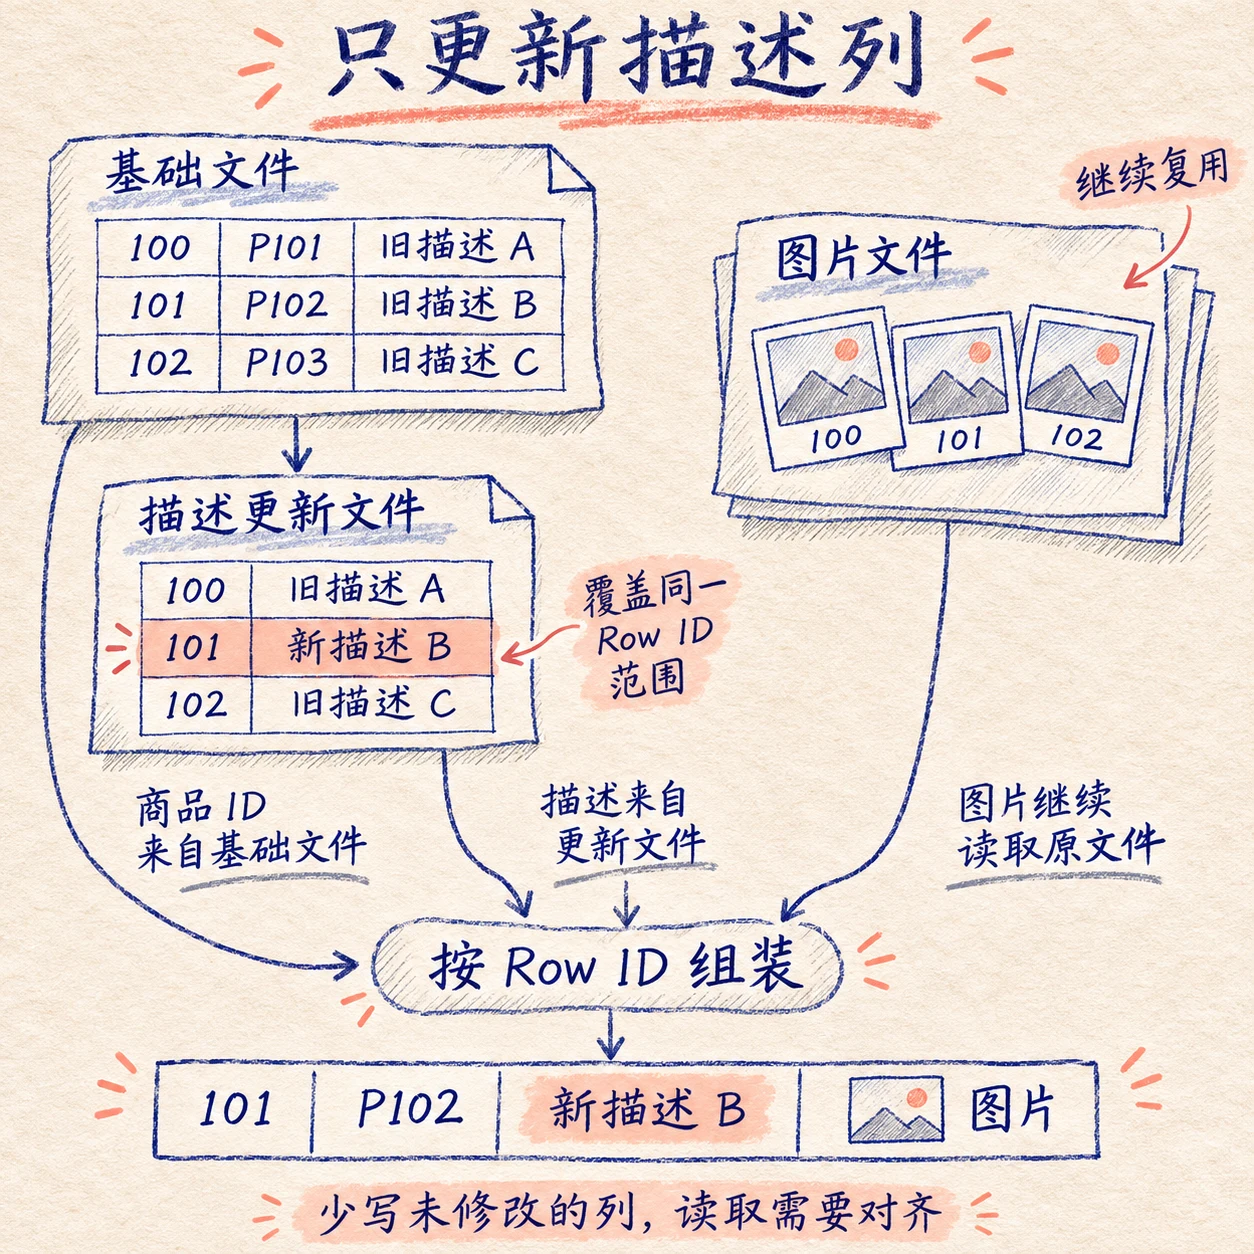 只更新描述列
基础文件
100 P101 旧描述 A
101 P102 旧描述 B
102 P103 旧描述 C
继续复用
图片文件
100 101 102
描述更新文件
100 旧描述 A
101 新描述 B
102 旧描述 C
覆盖同一
Row ID
范围
商品 ID
来自基础文件
描述来自
更新文件
图片继续
读取原文件
按 Row ID 组装
101 P102 新描述 B 图片
少写未修改的列, 读取需要对齐